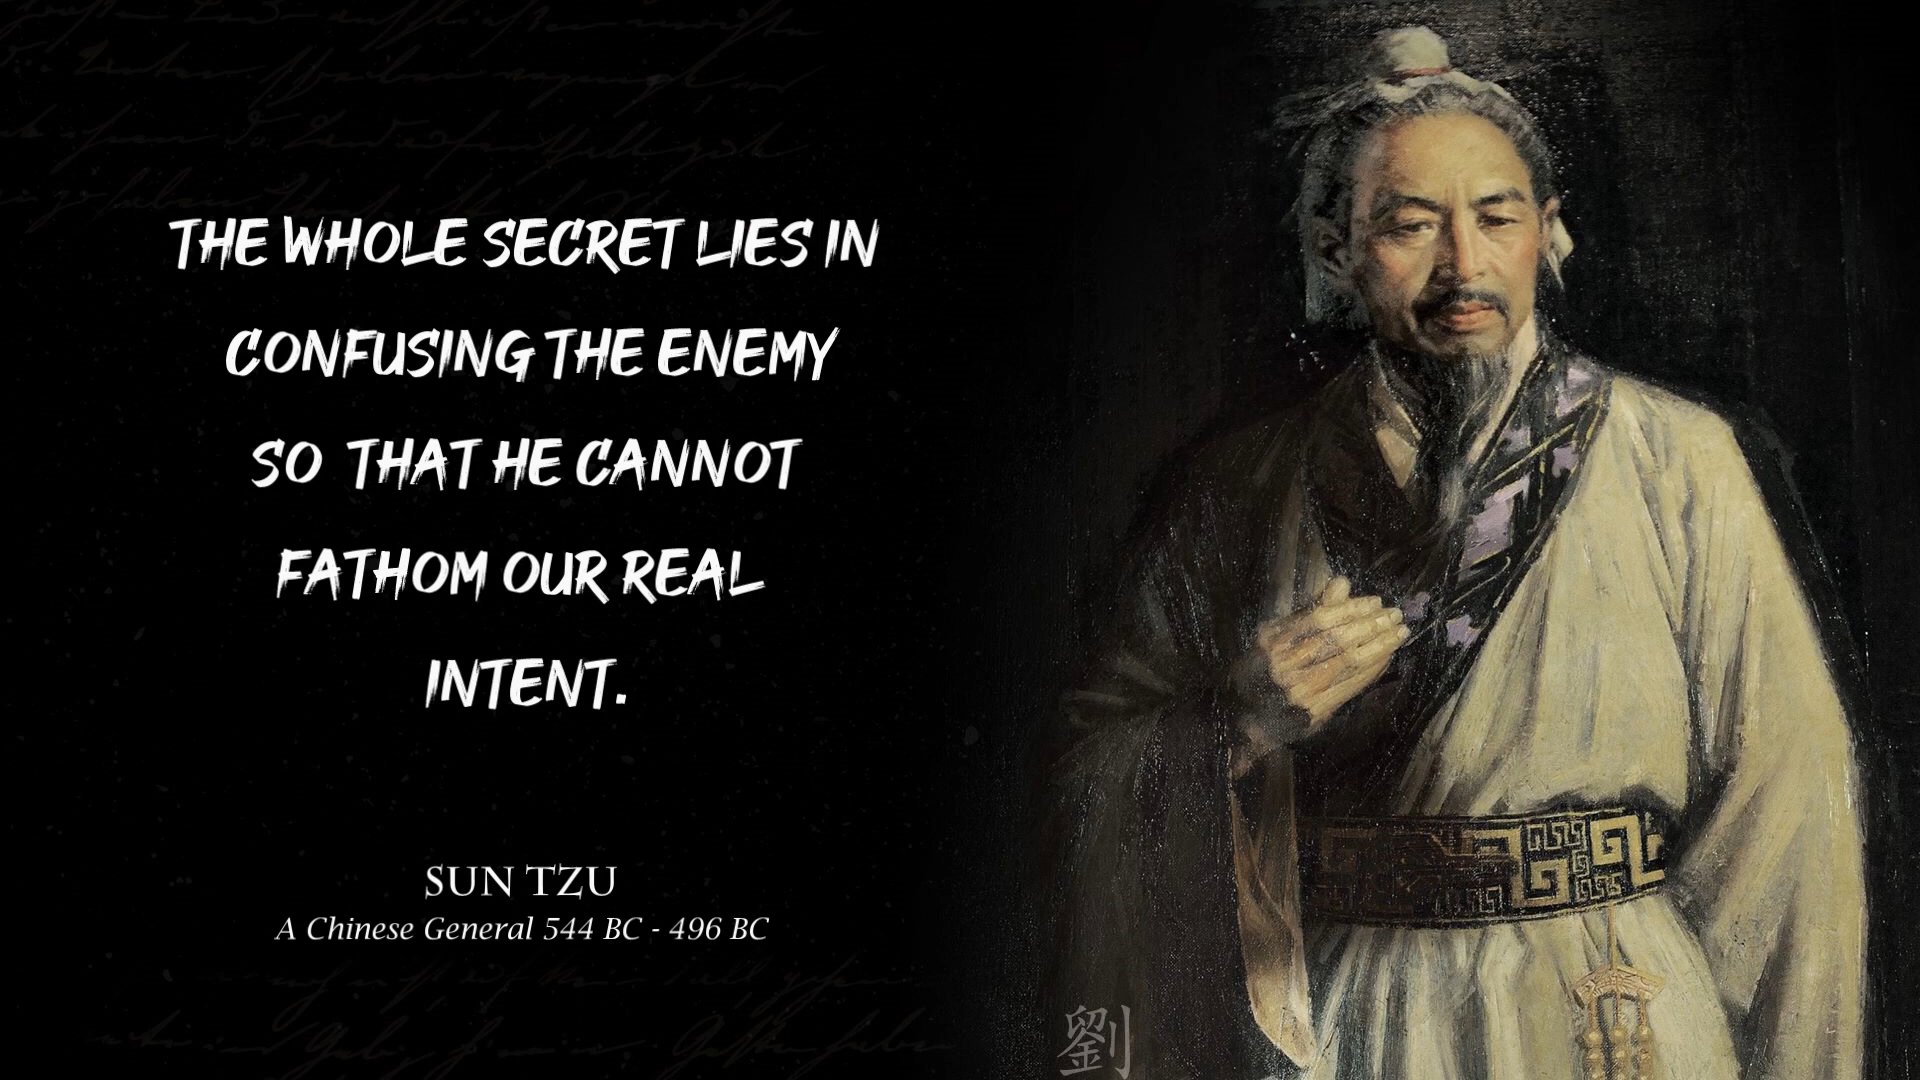 THE WHOLE SECRET LIES IN
CONFUSING THE ENEMY
SO THAT HE CANNOT
FATHOM OUR REAL
INTENT.
SUN TZU
A Chinese General 544 BC - 496 BC
劉